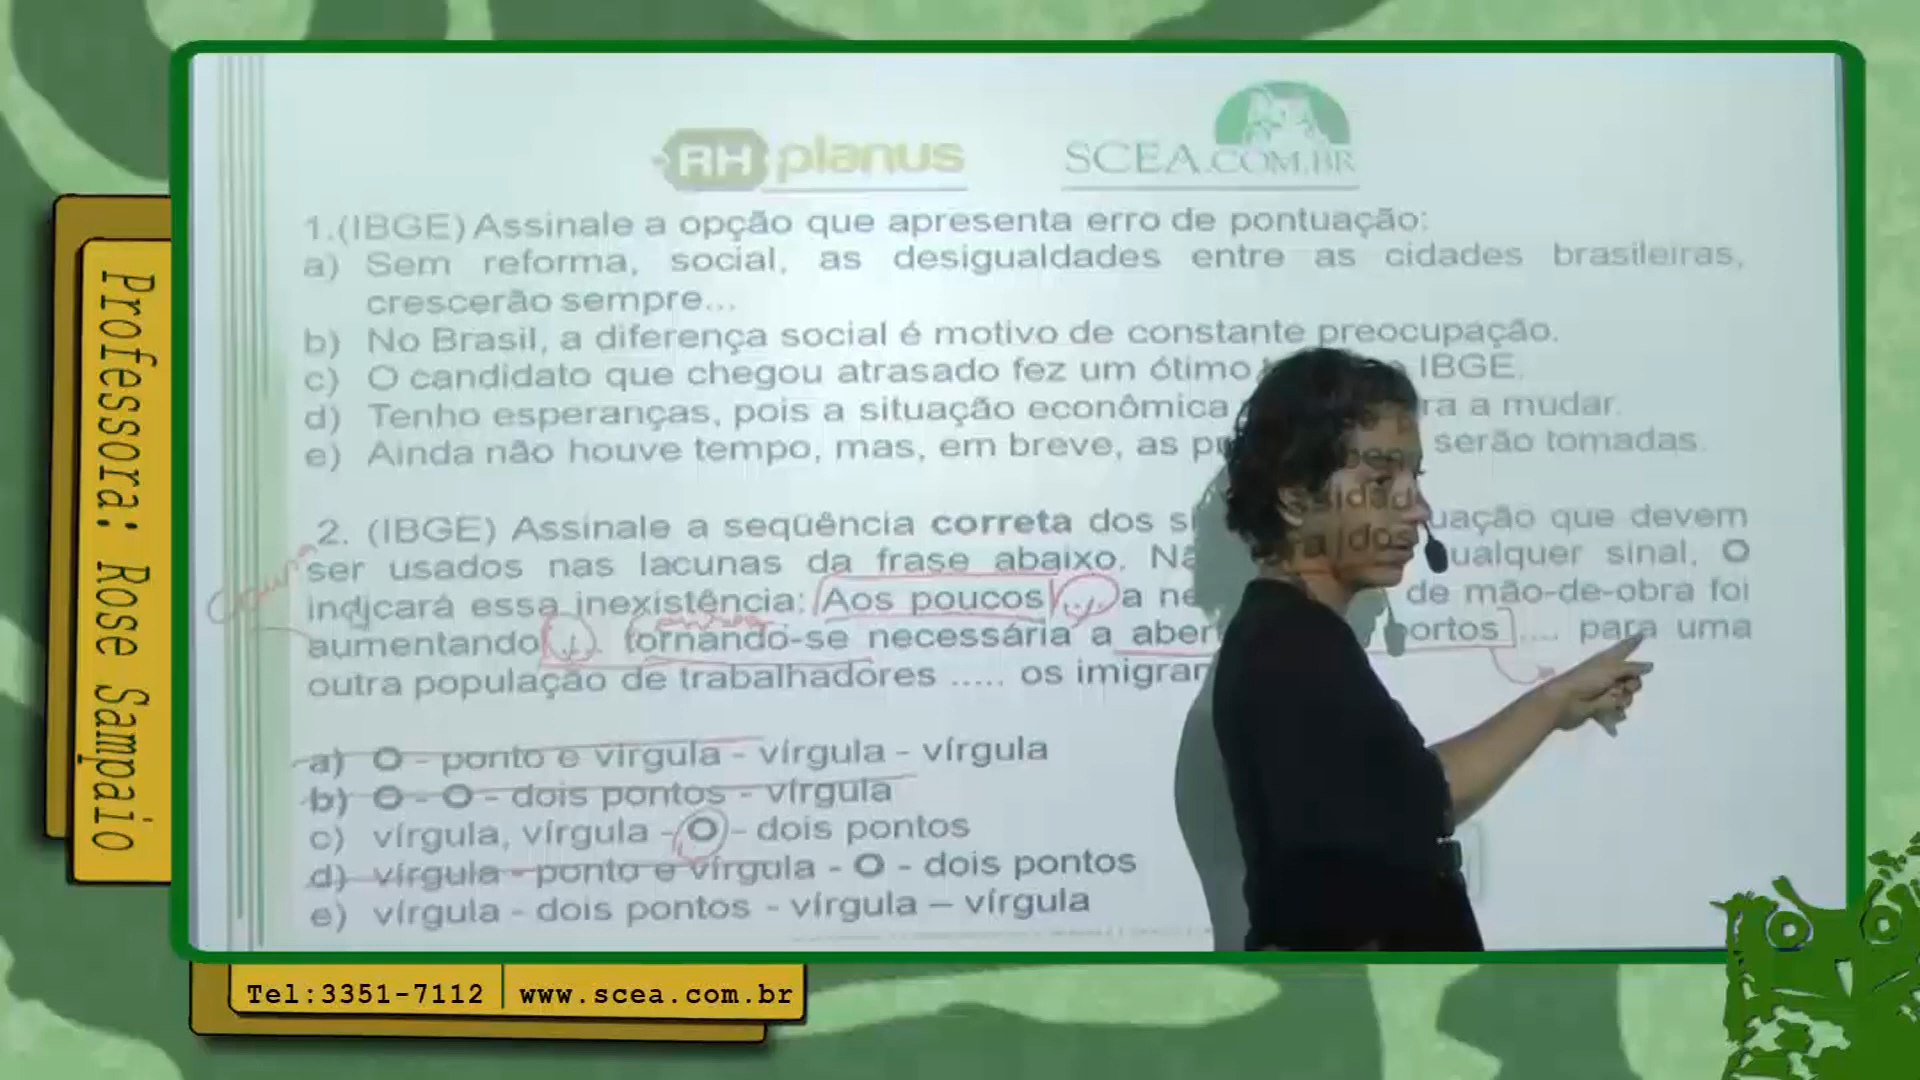 RH planus
SCEA.COM.BR
1.(IBGE) Assinale a opção que apresenta erro de pontuação:
a) Sem reforma, social, as desigualdades entre as cidades brasileiras,
crescerão sempre...
b) No Brasil, a diferença social é motivo de constante preocupação.
c) O candidato que chegou atrasado fez um ótimo IBGE.
d) Tenho esperanças, pois a situação econômica a mudar.
e) Ainda não houve tempo, mas, em breve, as serão tomadas.
2. (IBGE) Assinale a seqüência correta dos uação que devem
ser usados nas lacunas da frase abaixo. ualquer sinal, O
indicará essa inexistência: Aos poucos .... a de mão-de-obra foi
aumentando .... tornando-se necessária a ortos .... para uma
outra população de trabalhadores ..... os
a) O - ponto e vírgula - vírgula - vírgula
b) O - O - dois pontos - vírgula
c) vírgula, vírgula - O - dois pontos
d) vírgula - ponto e vírgula - O - dois pontos
e) vírgula - dois pontos - vírgula – vírgula
Professora: Rose Sampaio
Tel:3351-7112 www.scea.com.br